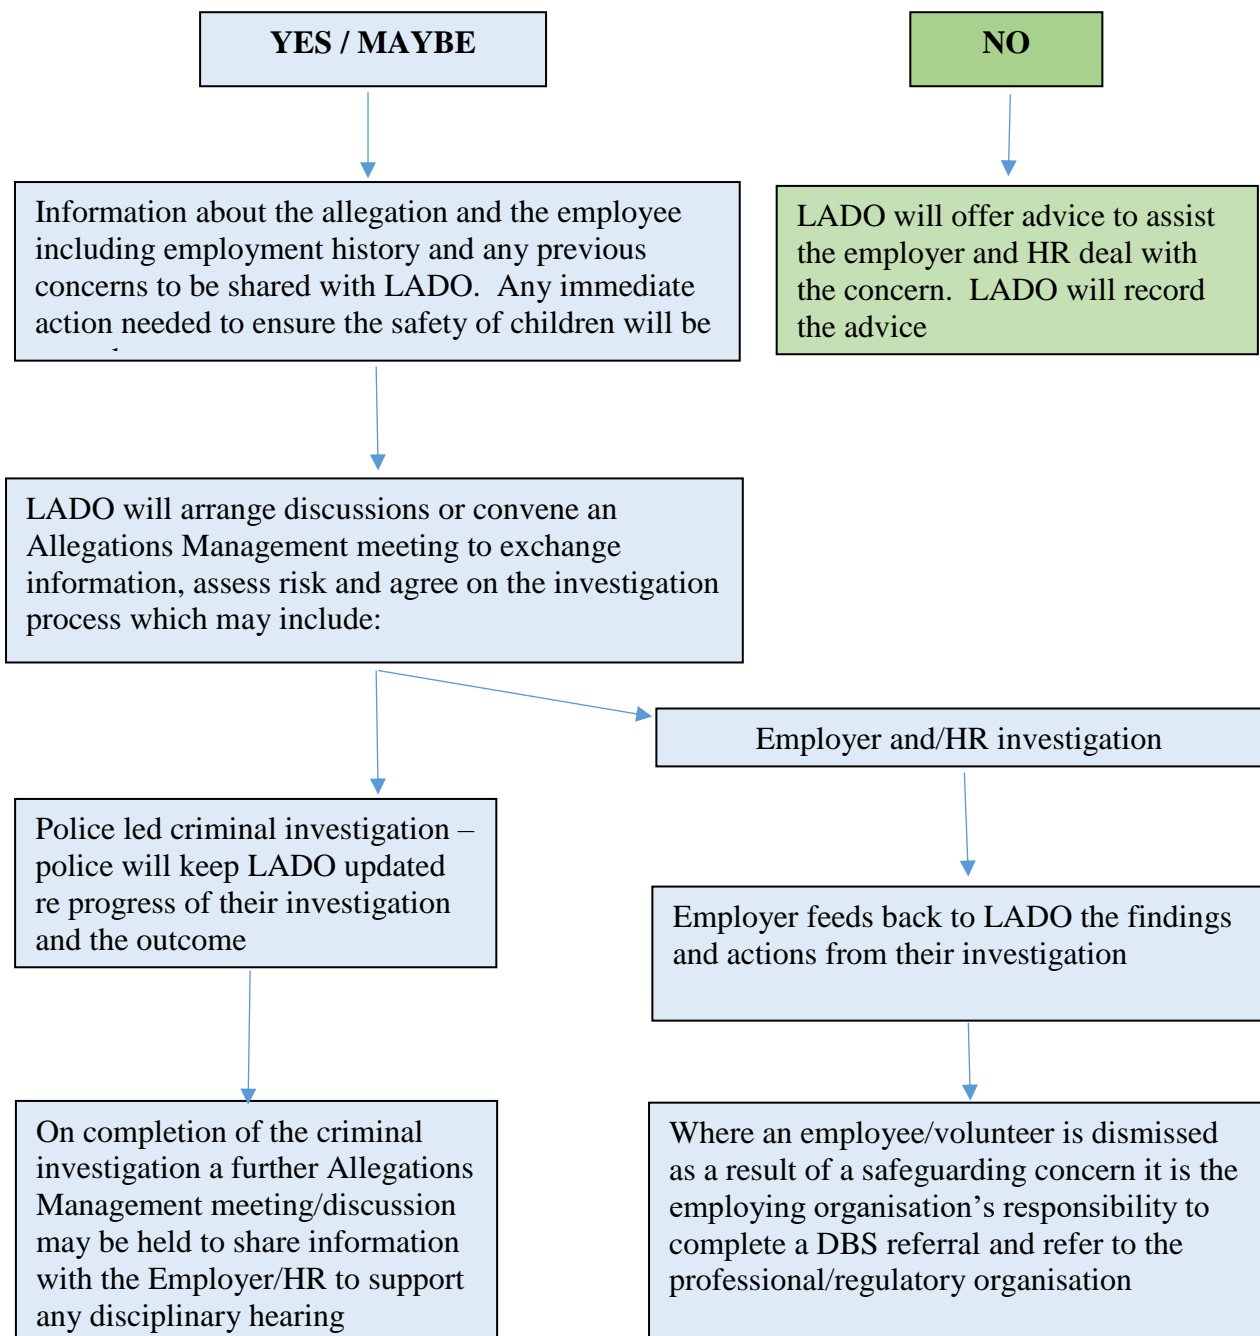 YES / MAYBE
NO
Information about the allegation and the employee
including employment history and any previous
concerns to be shared with LADO.  Any immediate
action needed to ensure the safety of children will be
LADO will offer advice to assist
the employer and HR deal with
the concern.  LADO will record
the advice
LADO will arrange discussions or convene an
Allegations Management meeting to exchange
information, assess risk and agree on the investigation
process which may include:
Employer and/HR investigation
Police led criminal investigation –
police will keep LADO updated
re progress of their investigation
and the outcome
Employer feeds back to LADO the findings
and actions from their investigation
On completion of the criminal
investigation a further Allegations
Management meeting/discussion
may be held to share information
with the Employer/HR to support
any disciplinary hearing
Where an employee/volunteer is dismissed
as a result of a safeguarding concern it is the
employing organisation’s responsibility to
complete a DBS referral and refer to the
professional/regulatory organisation